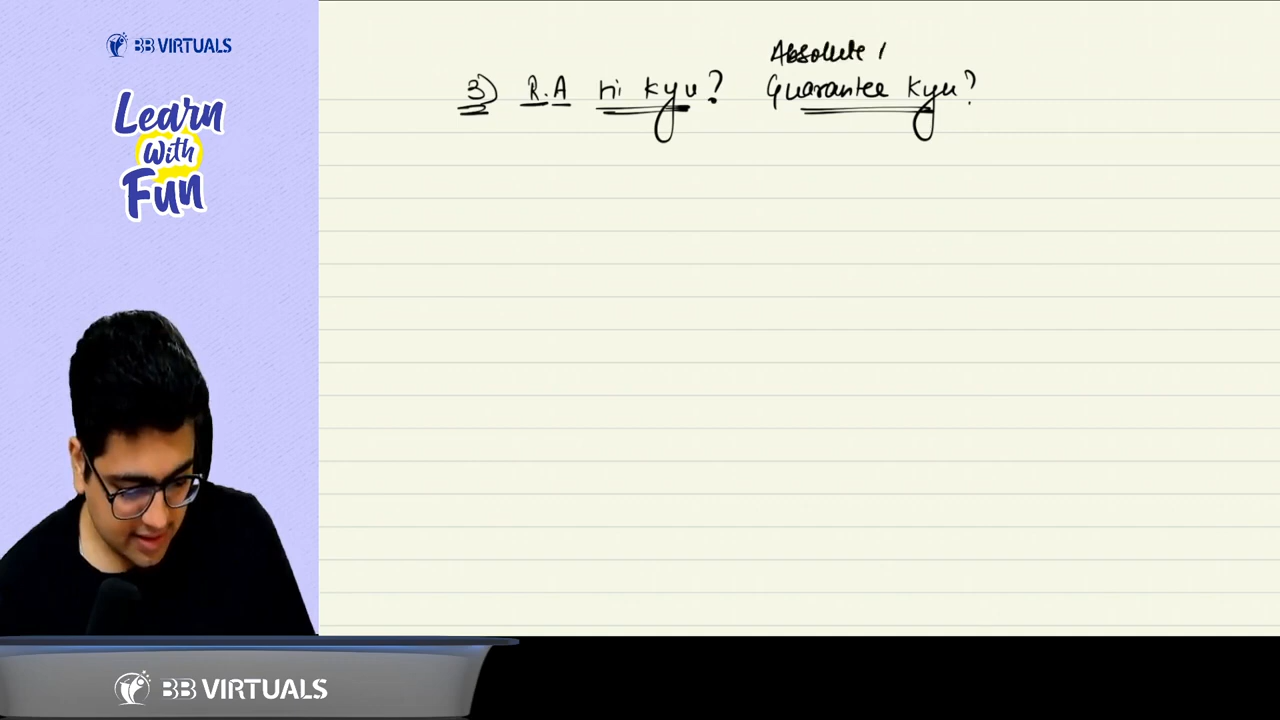 BB VIRTUALS
Learn
With
Fun
Absolute /
3) R.A hi kyu? Guarantee kyu?
BB VIRTUALS